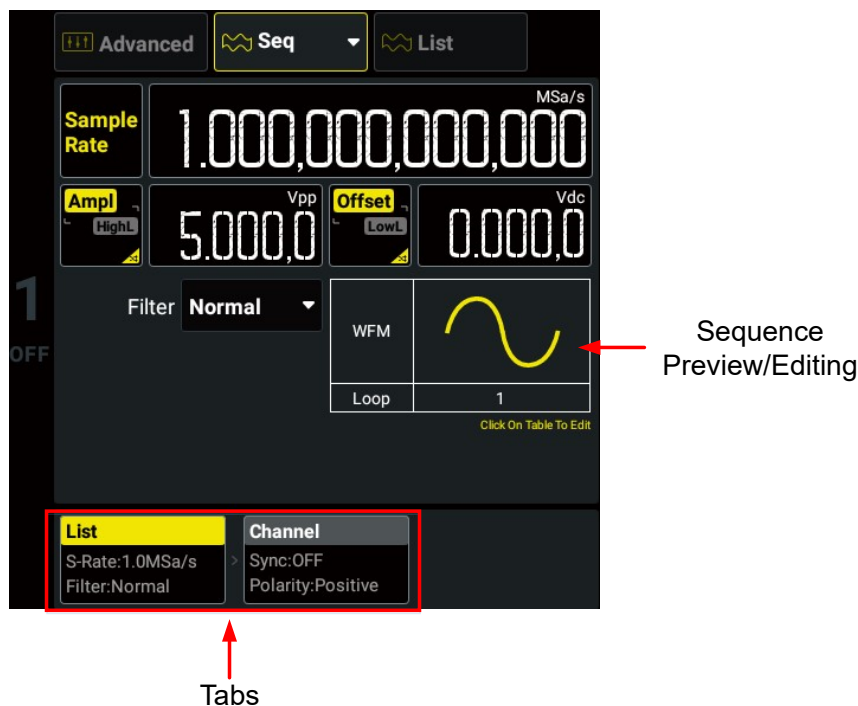 Advanced
Seq
List
Sample
Rate
MSa/s
1.000,000,000,000
Ampl
HighL
Vpp
5.000,0
Offset
LowL
Vdc
0.000,0
1
OFF
Filter
Normal
WFM
Loop
1
Click On Table To Edit
Sequence
Preview/Editing
List
S-Rate:1.0MSa/s
Filter:Normal
>
Channel
Sync:OFF
Polarity:Positive
Tabs